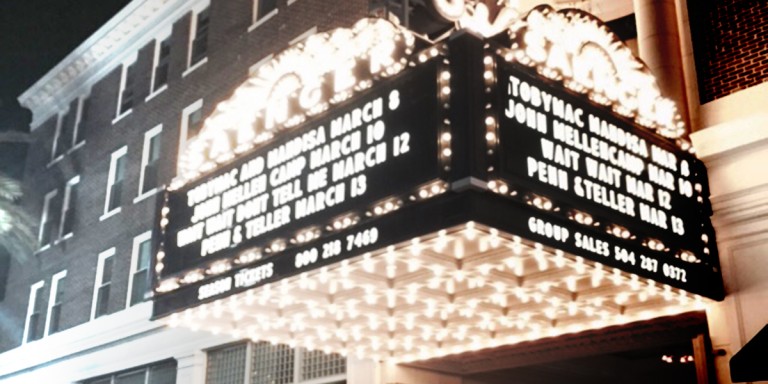 SAENGER
TOBYMAC AND MANDISA MARCH 8
JOHN MELLEN CAMP MARCH 10
WAIT WAIT DONT TELL ME MARCH 12
PENN & TELLER MARCH 13
SEASON TICKETS 800 218 7469
SAENGER
TOBYMAC MANDISA MAR 8
JOHN MELLENCAMP MAR 10
WAIT WAIT MAR 12
PENN & TELLER MAR 13
GROUP SALES 504 287 0372